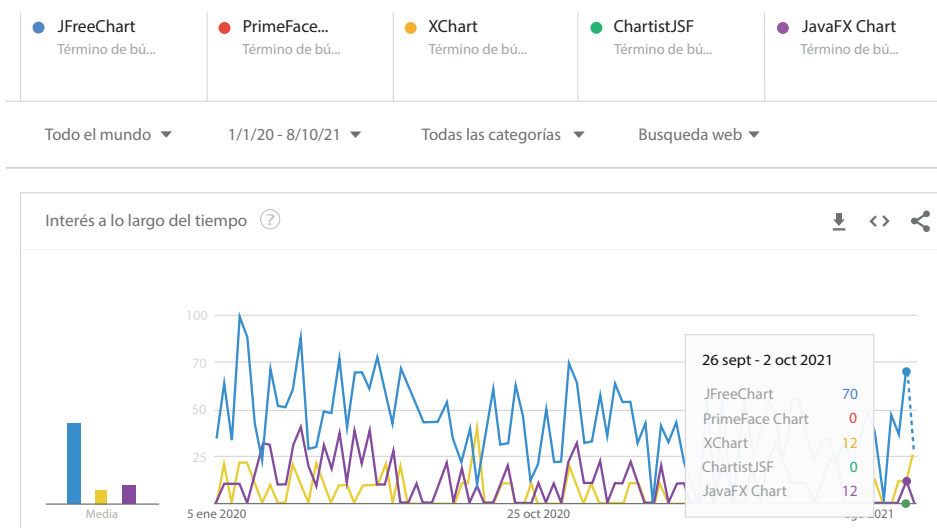 JFreeChart
Término de bú...
PrimeFace...
Término de bú...
XChart
Término de bú...
ChartistJSF
Término de bú...
JavaFX Chart
Término de bú...
Todo el mundo
1/1/20 - 8/10/21
Todas las categorías
Busqueda web
Interés a lo largo del tiempo ?
100
70
50
25
Media
5 ene 2020
25 oct 2020
2021
26 sept - 2 oct 2021
JFreeChart 70
PrimeFace Chart 0
XChart 12
ChartistJSF 0
JavaFX Chart 12